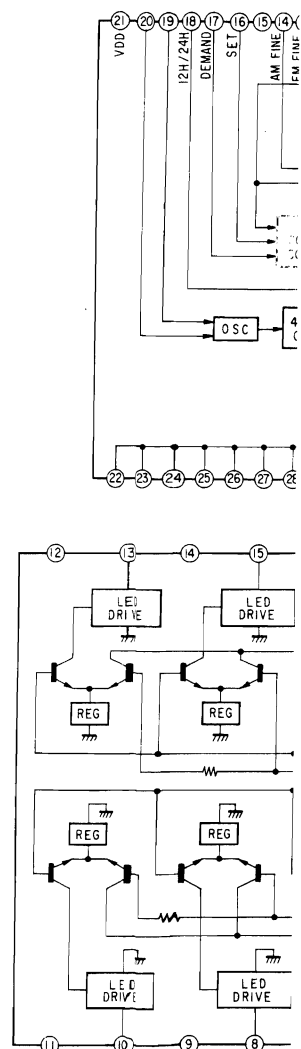 21 20 19 18 17 16 15 14
VDD
12H/24H
DEMAND
SET
AM FINE
FM FINE
OSC
4
22 23 24 25 26 27 28
12 13 14 15
LED DRIVE
LED DRIVE
REG
REG
REG
REG
LED DRIVE
LED DRIVE
11 10 9 8